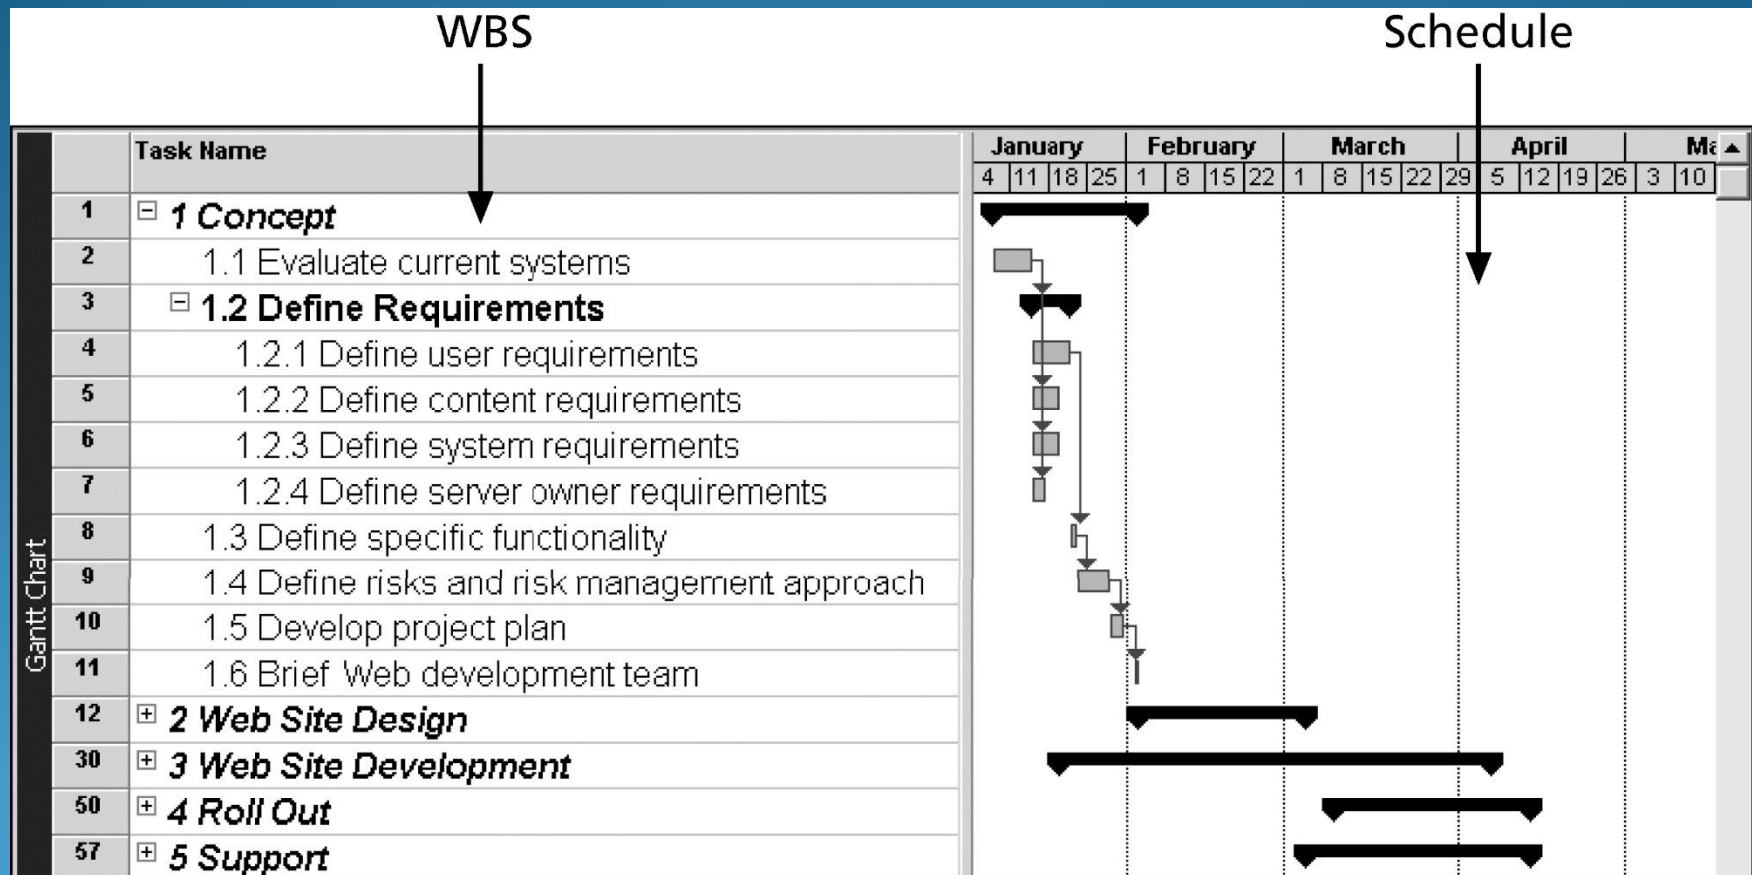 WBS Schedule
Task Name January February March April Ma
4 11 18 25 1 8 15 22 1 8 15 22 29 5 12 19 26 3 10
1 1 Concept
2 1.1 Evaluate current systems
3 1.2 Define Requirements
4 1.2.1 Define user requirements
5 1.2.2 Define content requirements
6 1.2.3 Define system requirements
7 1.2.4 Define server owner requirements
8 1.3 Define specific functionality
9 1.4 Define risks and risk management approach
10 1.5 Develop project plan
11 1.6 Brief Web development team
12 2 Web Site Design
30 3 Web Site Development
50 4 Roll Out
57 5 Support
Gantt Chart